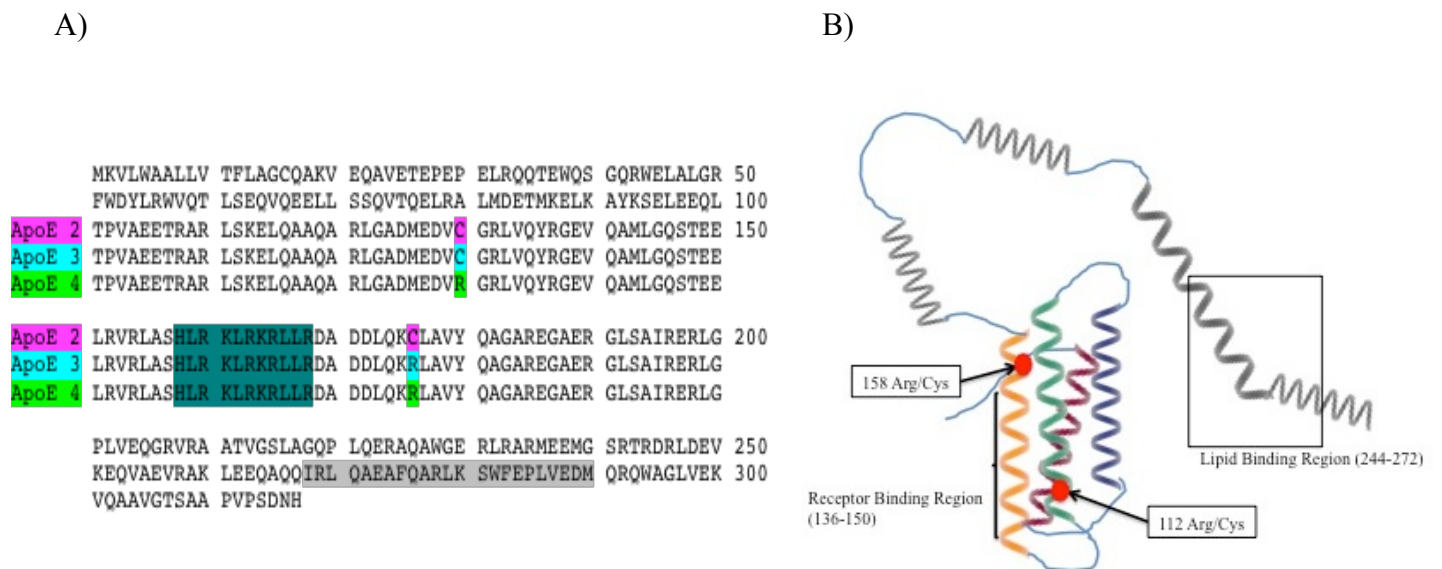 A)
B)
MKVLWAALLV TFLAGCQAKV EQAVETEPEP ELRQQTEWQS GQRWELALGR 50
FWDYLRWVQT LSEQVQEELL SSQVTQELRA LMDETMKELK AYKSELEEQL 100
ApoE 2 TPVAEETRAR LSKELQAAQA RLGADMEDVC GRLVQYRGEV QAMLGQSTEE 150
ApoE 3 TPVAEETRAR LSKELQAAQA RLGADMEDVC GRLVQYRGEV QAMLGQSTEE
ApoE 4 TPVAEETRAR LSKELQAAQA RLGADMEDVR GRLVQYRGEV QAMLGQSTEE
ApoE 2 LRVRLASHLR KLRKRLLRDA DDLQKCLAVY QAGAREGAER GLSAIRERLG 200
ApoE 3 LRVRLASHLR KLRKRLLRDA DDLQKRLAVY QAGAREGAER GLSAIRERLG
ApoE 4 LRVRLASHLR KLRKRLLRDA DDLQKRLAVY QAGAREGAER GLSAIRERLG
PLVEQGRVRA ATVGSLAGQP LQERAQAWGE RLRARMEEMG SRTRDRLDEV 250
KEQVAEVRAK LEEQAQQIRL QAEAFQARLK SWFEPLVEDM QRQWAGLVEK 300
VQAAVGTSAA PVPSDNH
158 Arg/Cys
Receptor Binding Region
(136-150)
112 Arg/Cys
Lipid Binding Region (244-272)